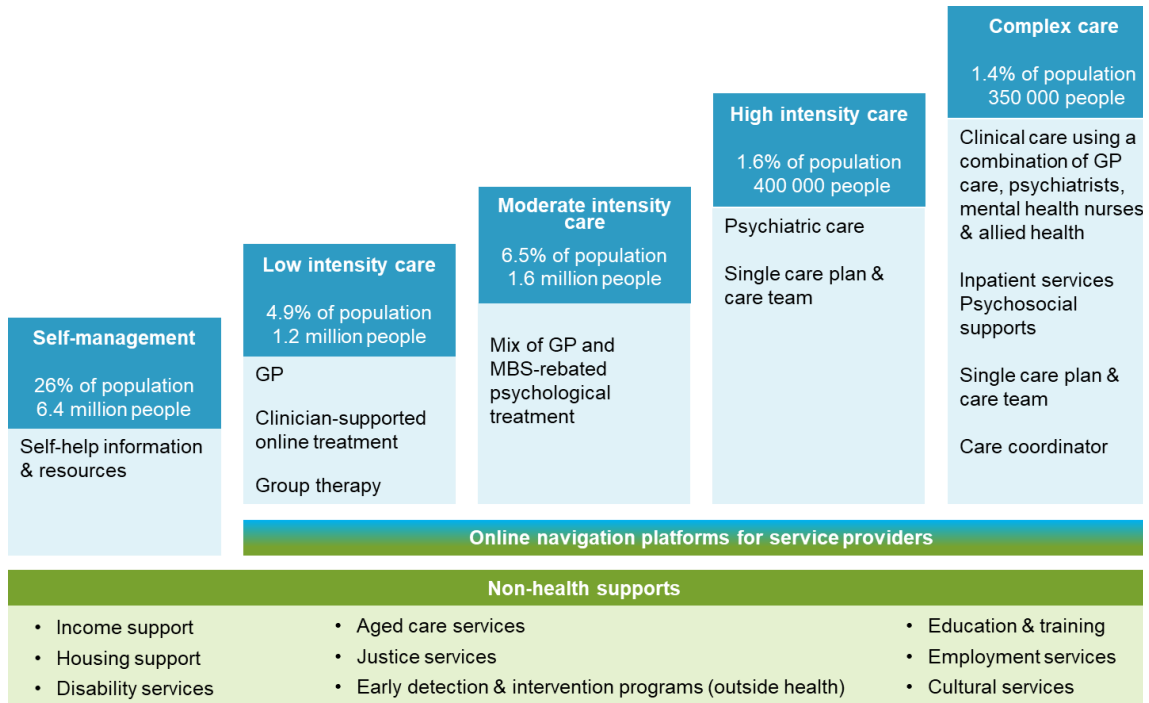 Self-management
26% of population
6.4 million people
Self-help information
& resources
Low intensity care
4.9% of population
1.2 million people
GP
Clinician-supported
online treatment
Group therapy
Moderate intensity
care
6.5% of population
1.6 million people
Mix of GP and
MBS-rebated
psychological
treatment
High intensity care
1.6% of population
400 000 people
Psychiatric care
Single care plan &
care team
Complex care
1.4% of population
350 000 people
Clinical care using a
combination of GP
care, psychiatrists,
mental health nurses
& allied health
Inpatient services
Psychosocial
supports
Single care plan &
care team
Care coordinator
Online navigation platforms for service providers
Non-health supports
• Income support
• Housing support
• Disability services
• Aged care services
• Justice services
• Early detection & intervention programs (outside health)
• Education & training
• Employment services
• Cultural services